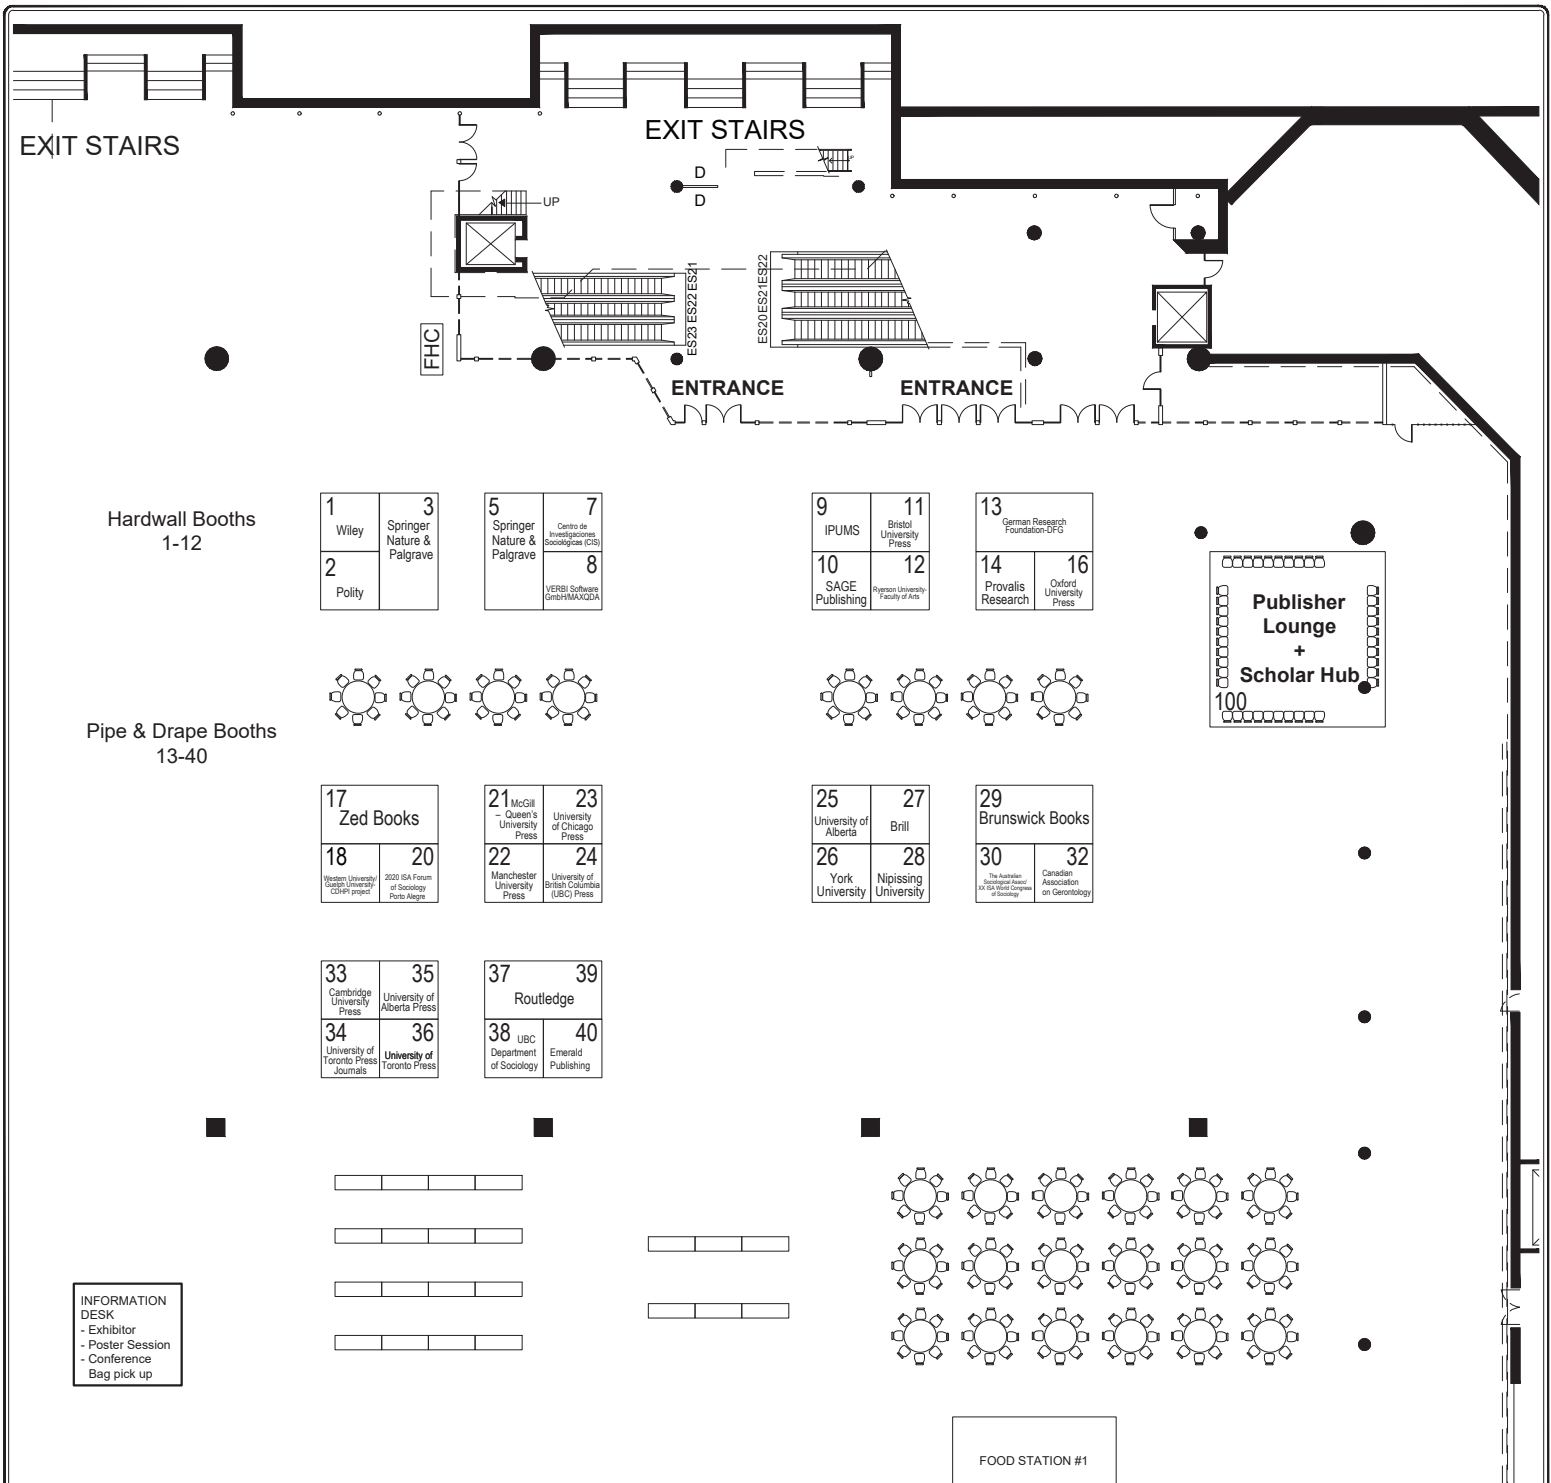 EXIT STAIRS
EXIT STAIRS
D
D
UP
UP
FHC
ES23 ES22 ES21
ES20 ES21 ES22
ENTRANCE
ENTRANCE
Hardwall Booths
1-12
1
Wiley
2
Polity
3
Springer
Nature &
Palgrave
5
Springer
Nature &
Palgrave
7
Centro de
Investigaciones
Sociológicas (CIS)
8
VERBI Software
GmbH/MAXQDA
9
IPUMS
10
SAGE
Publishing
11
Bristol
University
Press
12
Ryerson University-
Faculty of Arts
13
German Research
Foundation-DFG
14
Provalis
Research
16
Oxford
University
Press
Publisher
Lounge
+
Scholar Hub
100
Pipe & Drape Booths
13-40
17
Zed Books
18
Western University/
Guelph University-
CDHPI project
20
2020 ISA Forum
of Sociology
Porto Alegre
21 McGill
– Queen's
University
Press
22
Manchester
University
Press
23
University
of Chicago
Press
24
University of
British Columbia
(UBC) Press
25
University of
Alberta
26
York
University
27
Brill
28
Nipissing
University
29
Brunswick Books
30
The Australian
Sociological Assoc/
XX ISA World Congress
of Sociology
32
Canadian
Association
on Gerontology
33
Cambridge
University
Press
34
University of
Toronto Press
Journals
35
University of
Alberta Press
36
University of
Toronto Press
37 39
Routledge
38 UBC
Department
of Sociology
40
Emerald
Publishing
INFORMATION
DESK
- Exhibitor
- Poster Session
- Conference
Bag pick up
FOOD STATION #1